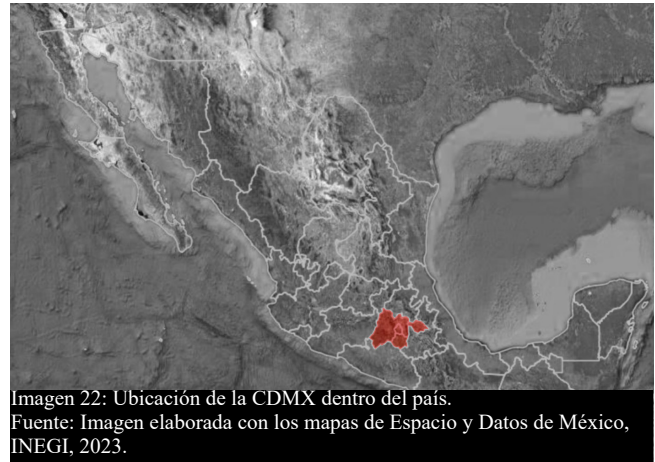 Imagen 22: Ubicación de la CDMX dentro del país.
Fuente: Imagen elaborada con los mapas de Espacio y Datos de México,
INEGI, 2023.